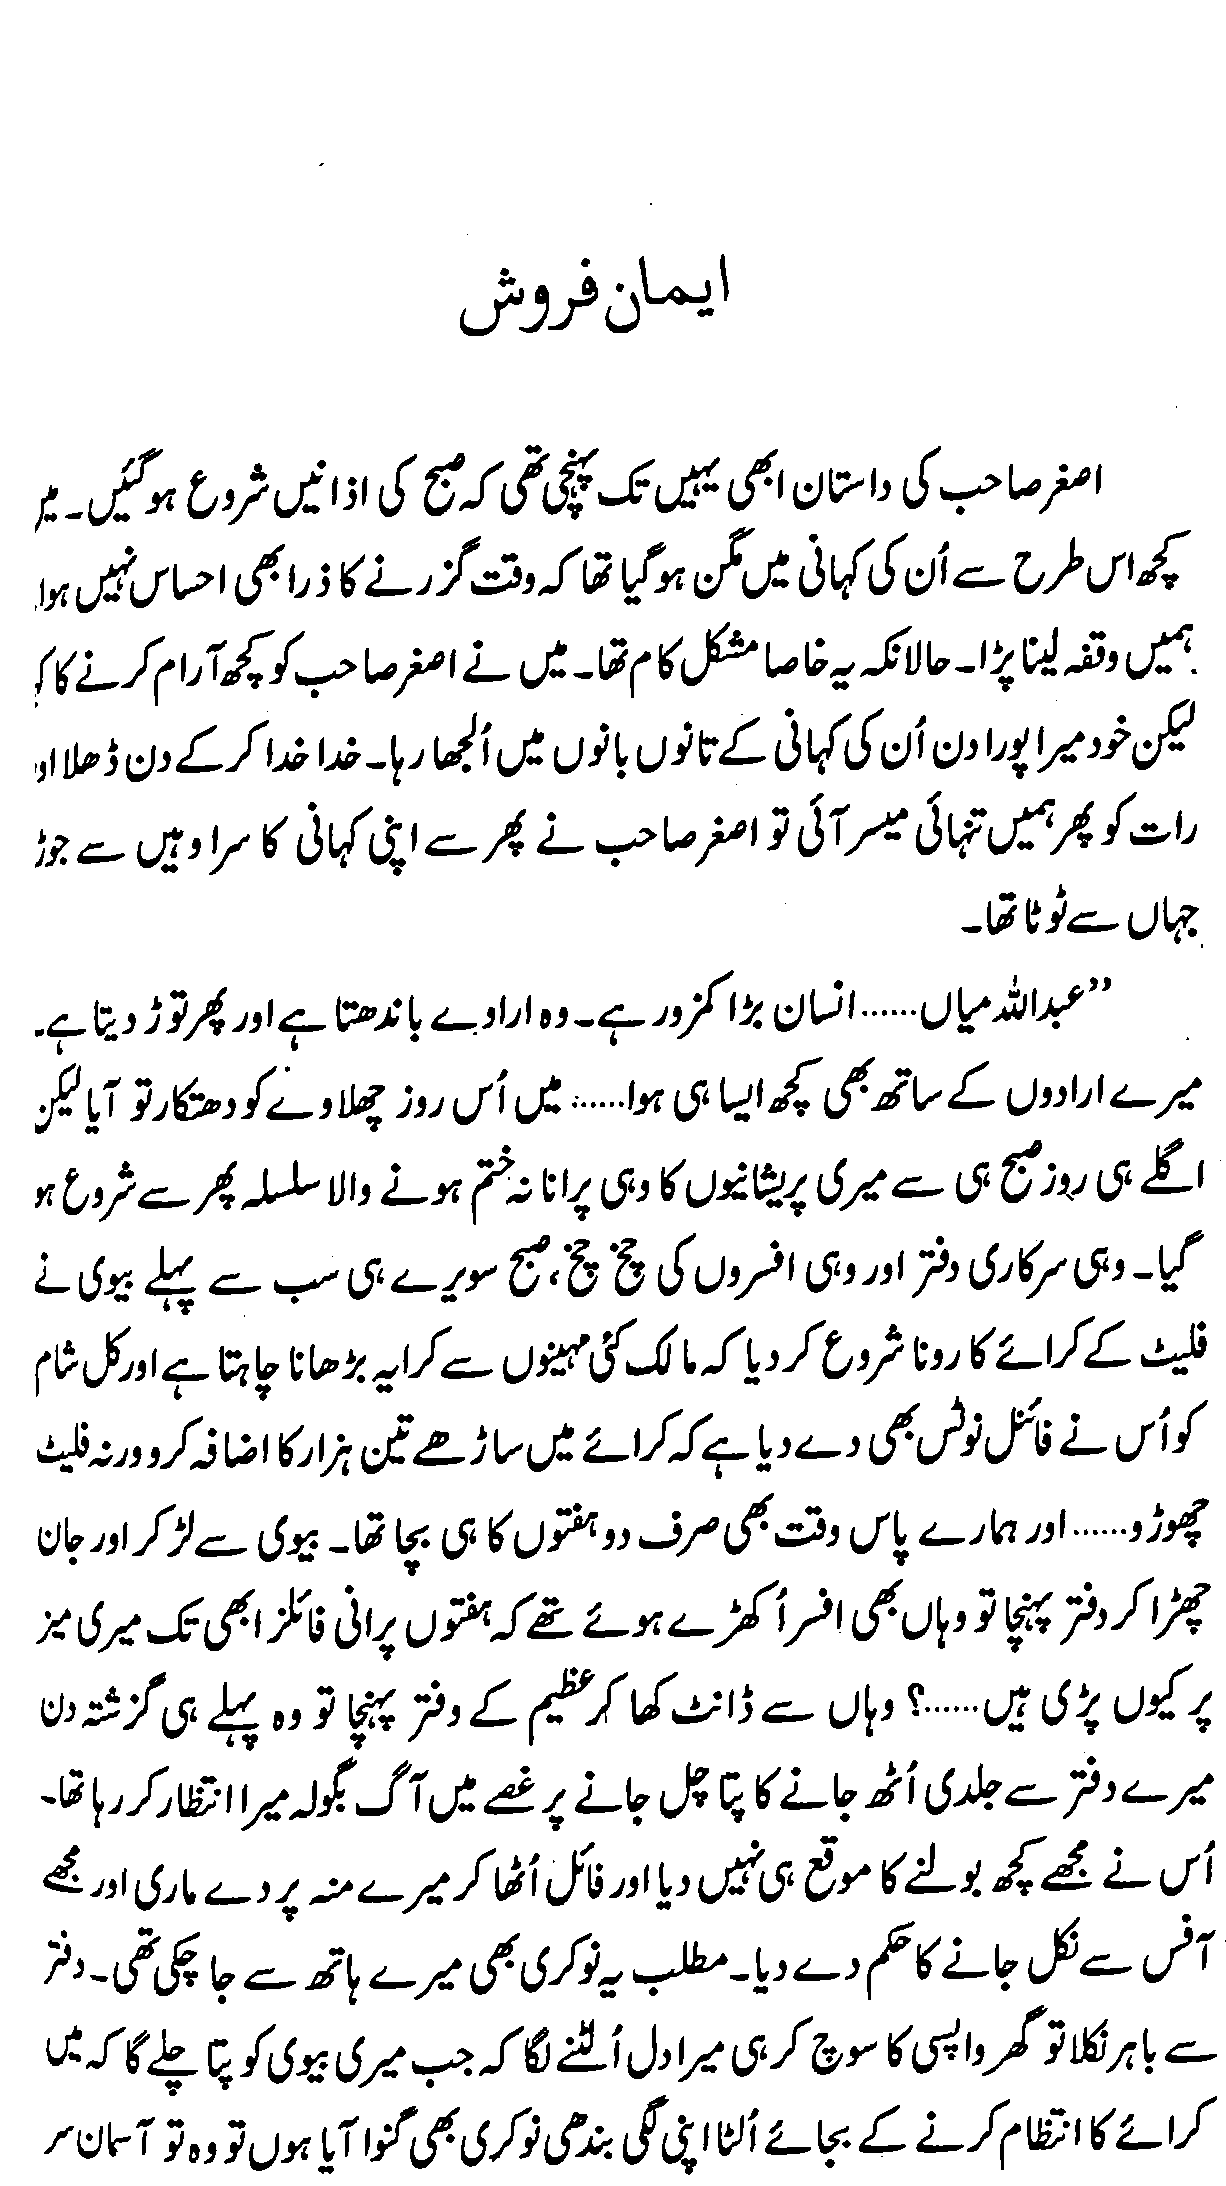 ایمان فروش
اصغر صاحب کی داستان ابھی یہیں تک پہنچی تھی کہ صبح کی اذانیں شروع ہو گئیں۔
کچھ اس طرح سے اُن کی کہانی میں مگن ہو گیا تھا کہ وقت گزرنے کا ذرا بھی احساس نہیں ہوا
ہمیں وقفہ لینا پڑا۔ حالانکہ یہ خاصا مشکل کام تھا۔ میں نے اصغر صاحب کو کچھ آرام کرنے کا
لیکن خود میرا پورا دن اُن کی کہانی کے تانوں بانوں میں اُلجھا رہا۔ خدا خدا کر کے دن ڈھلا او
رات کو پھر ہمیں تنہائی میسر آئی تو اصغر صاحب نے پھر سے اپنی کہانی کا سرا وہیں سے جوڑ
جہاں سے ٹوٹا تھا۔
”عبداللہ میاں...... انسان بڑا کمزور ہے۔ وہ ارادے باندھتا ہے اور پھر توڑ دیتا ہے۔
میرے ارادوں کے ساتھ بھی کچھ ایسا ہی ہوا...... میں اُس روز چھلاوے کو دھتکار تو آیا لیکن
اگلے ہی روز صبح ہی سے میری پریشانیوں کا وہی پرانا نہ ختم ہونے والا سلسلہ پھر سے شروع ہو
گیا۔ وہی سرکاری دفتر اور وہی افسروں کی چخ چخ، صبح سویرے ہی سب سے پہلے بیوی نے
فلیٹ کے کرائے کا رونا شروع کر دیا کہ مالک کئی مہینوں سے کرایہ بڑھانا چاہتا ہے اور کل شام
کو اُس نے فائنل نوٹس بھی دے دیا ہے کہ کرائے میں ساڑھے تین ہزار کا اضافہ کرو ورنہ فلیٹ
چھوڑو...... اور ہمارے پاس وقت بھی صرف دو ہفتوں کا ہی بچا تھا۔ بیوی سے لڑ کر اور جان
چھڑا کر دفتر پہنچا تو وہاں بھی افسر اُکھڑے ہوئے تھے کہ ہفتوں پرانی فائلز ابھی تک میری میز
پر کیوں پڑی ہیں......؟ وہاں سے ڈانٹ کھا کر عظیم کے دفتر پہنچا تو وہ پہلے ہی گزشتہ دن
میرے دفتر سے جلدی اُٹھ جانے کا پتا چل جانے پر غصے میں آگ بگولہ میرا انتظار کر رہا تھا۔
اُس نے مجھے کچھ بولنے کا موقع ہی نہیں دیا اور فائل اُٹھا کر میرے منہ پر دے ماری اور مجھے
آفس سے نکل جانے کا حکم دے دیا۔ مطلب یہ نوکری بھی میرے ہاتھ سے جا چکی تھی۔ دفتر
سے باہر نکلا تو گھر واپسی کا سوچ کر ہی میرا دل اُلٹنے لگا کہ جب میری بیوی کو پتا چلے گا کہ میں
کرائے کا انتظام کرنے کے بجائے اُلٹا اپنی لگی بندھی نوکری بھی گنوا آیا ہوں تو وہ تو آسمان سر